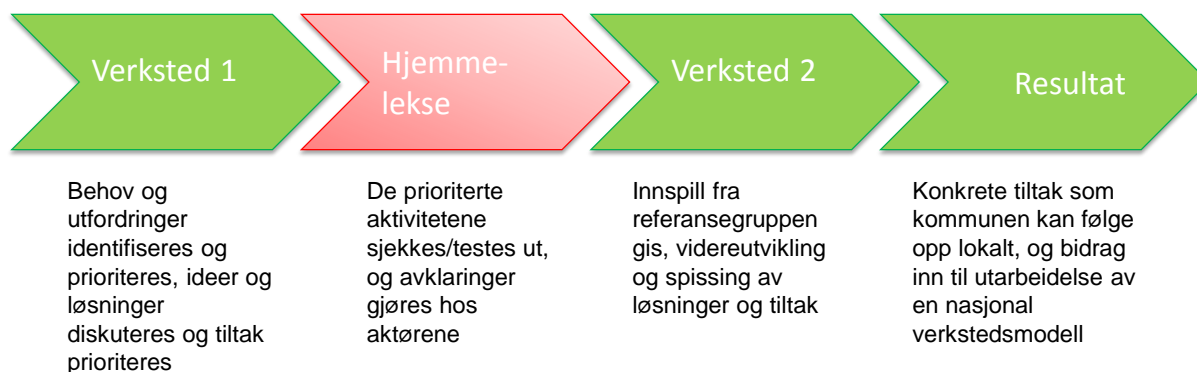 Verksted 1
Hjemme-
lekse
Verksted 2
Resultat
Behov og
utfordringer
identifiseres og
prioriteres, ideer og
løsninger
diskuteres og tiltak
prioriteres
De prioriterte
aktivitetene
sjekkes/testes ut,
og avklaringer
gjøres hos
aktørene
Innspill fra
referansegruppen
gis, videreutvikling
og spissing av
løsninger og tiltak
Konkrete tiltak som
kommunen kan følge
opp lokalt, og bidrag
inn til utarbeidelse av
en nasjonal
verkstedsmodell